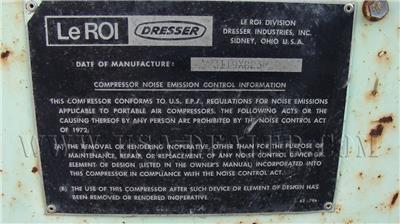 Le ROI
DRESSER
LE ROI DIVISION
DRESSER INDUSTRIES, INC.
SIDNEY, OHIO U.S.A.
DATE OF MANUFACTURE:
COMPRESSOR NOISE EMISSION CONTROL INFORMATION
THIS COMPRESSOR CONFORMS TO U.S. E.P.A. REGULATIONS FOR NOISE EMISSIONS
APPLICABLE TO PORTABLE AIR COMPRESSORS. THE FOLLOWING ACTS OR THE
CAUSING THEREOF BY ANY PERSON ARE PROHIBITED BY THE NOISE CONTROL ACT
OF 1972.
(A) THE REMOVAL OR RENDERING INOPERATIVE, OTHER THAN FOR THE PURPOSE OF
MAINTENANCE, REPAIR, OR REPLACEMENT, OF ANY NOISE CONTROL DEVICE OR
ELEMENT OF DESIGN (LISTED IN THE OWNER'S MANUAL) INCORPORATED INTO
THIS COMPRESSOR IN COMPLIANCE WITH THE NOISE CONTROL ACT.
(B) THE USE OF THIS COMPRESSOR AFTER SUCH DEVICE OR ELEMENT OF DESIGN HAS
BEEN REMOVED OR RENDERED INOPERATIVE.